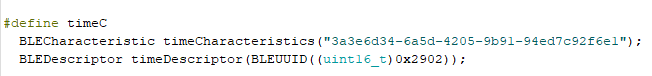 #define timeC
BLECharacteristic timeCharacteristics("3a3e6d34-6a5d-4205-9b91-94ed7c92f6e1");
BLEDescriptor timeDescriptor(BLEUUID((uint16_t)0x2902));